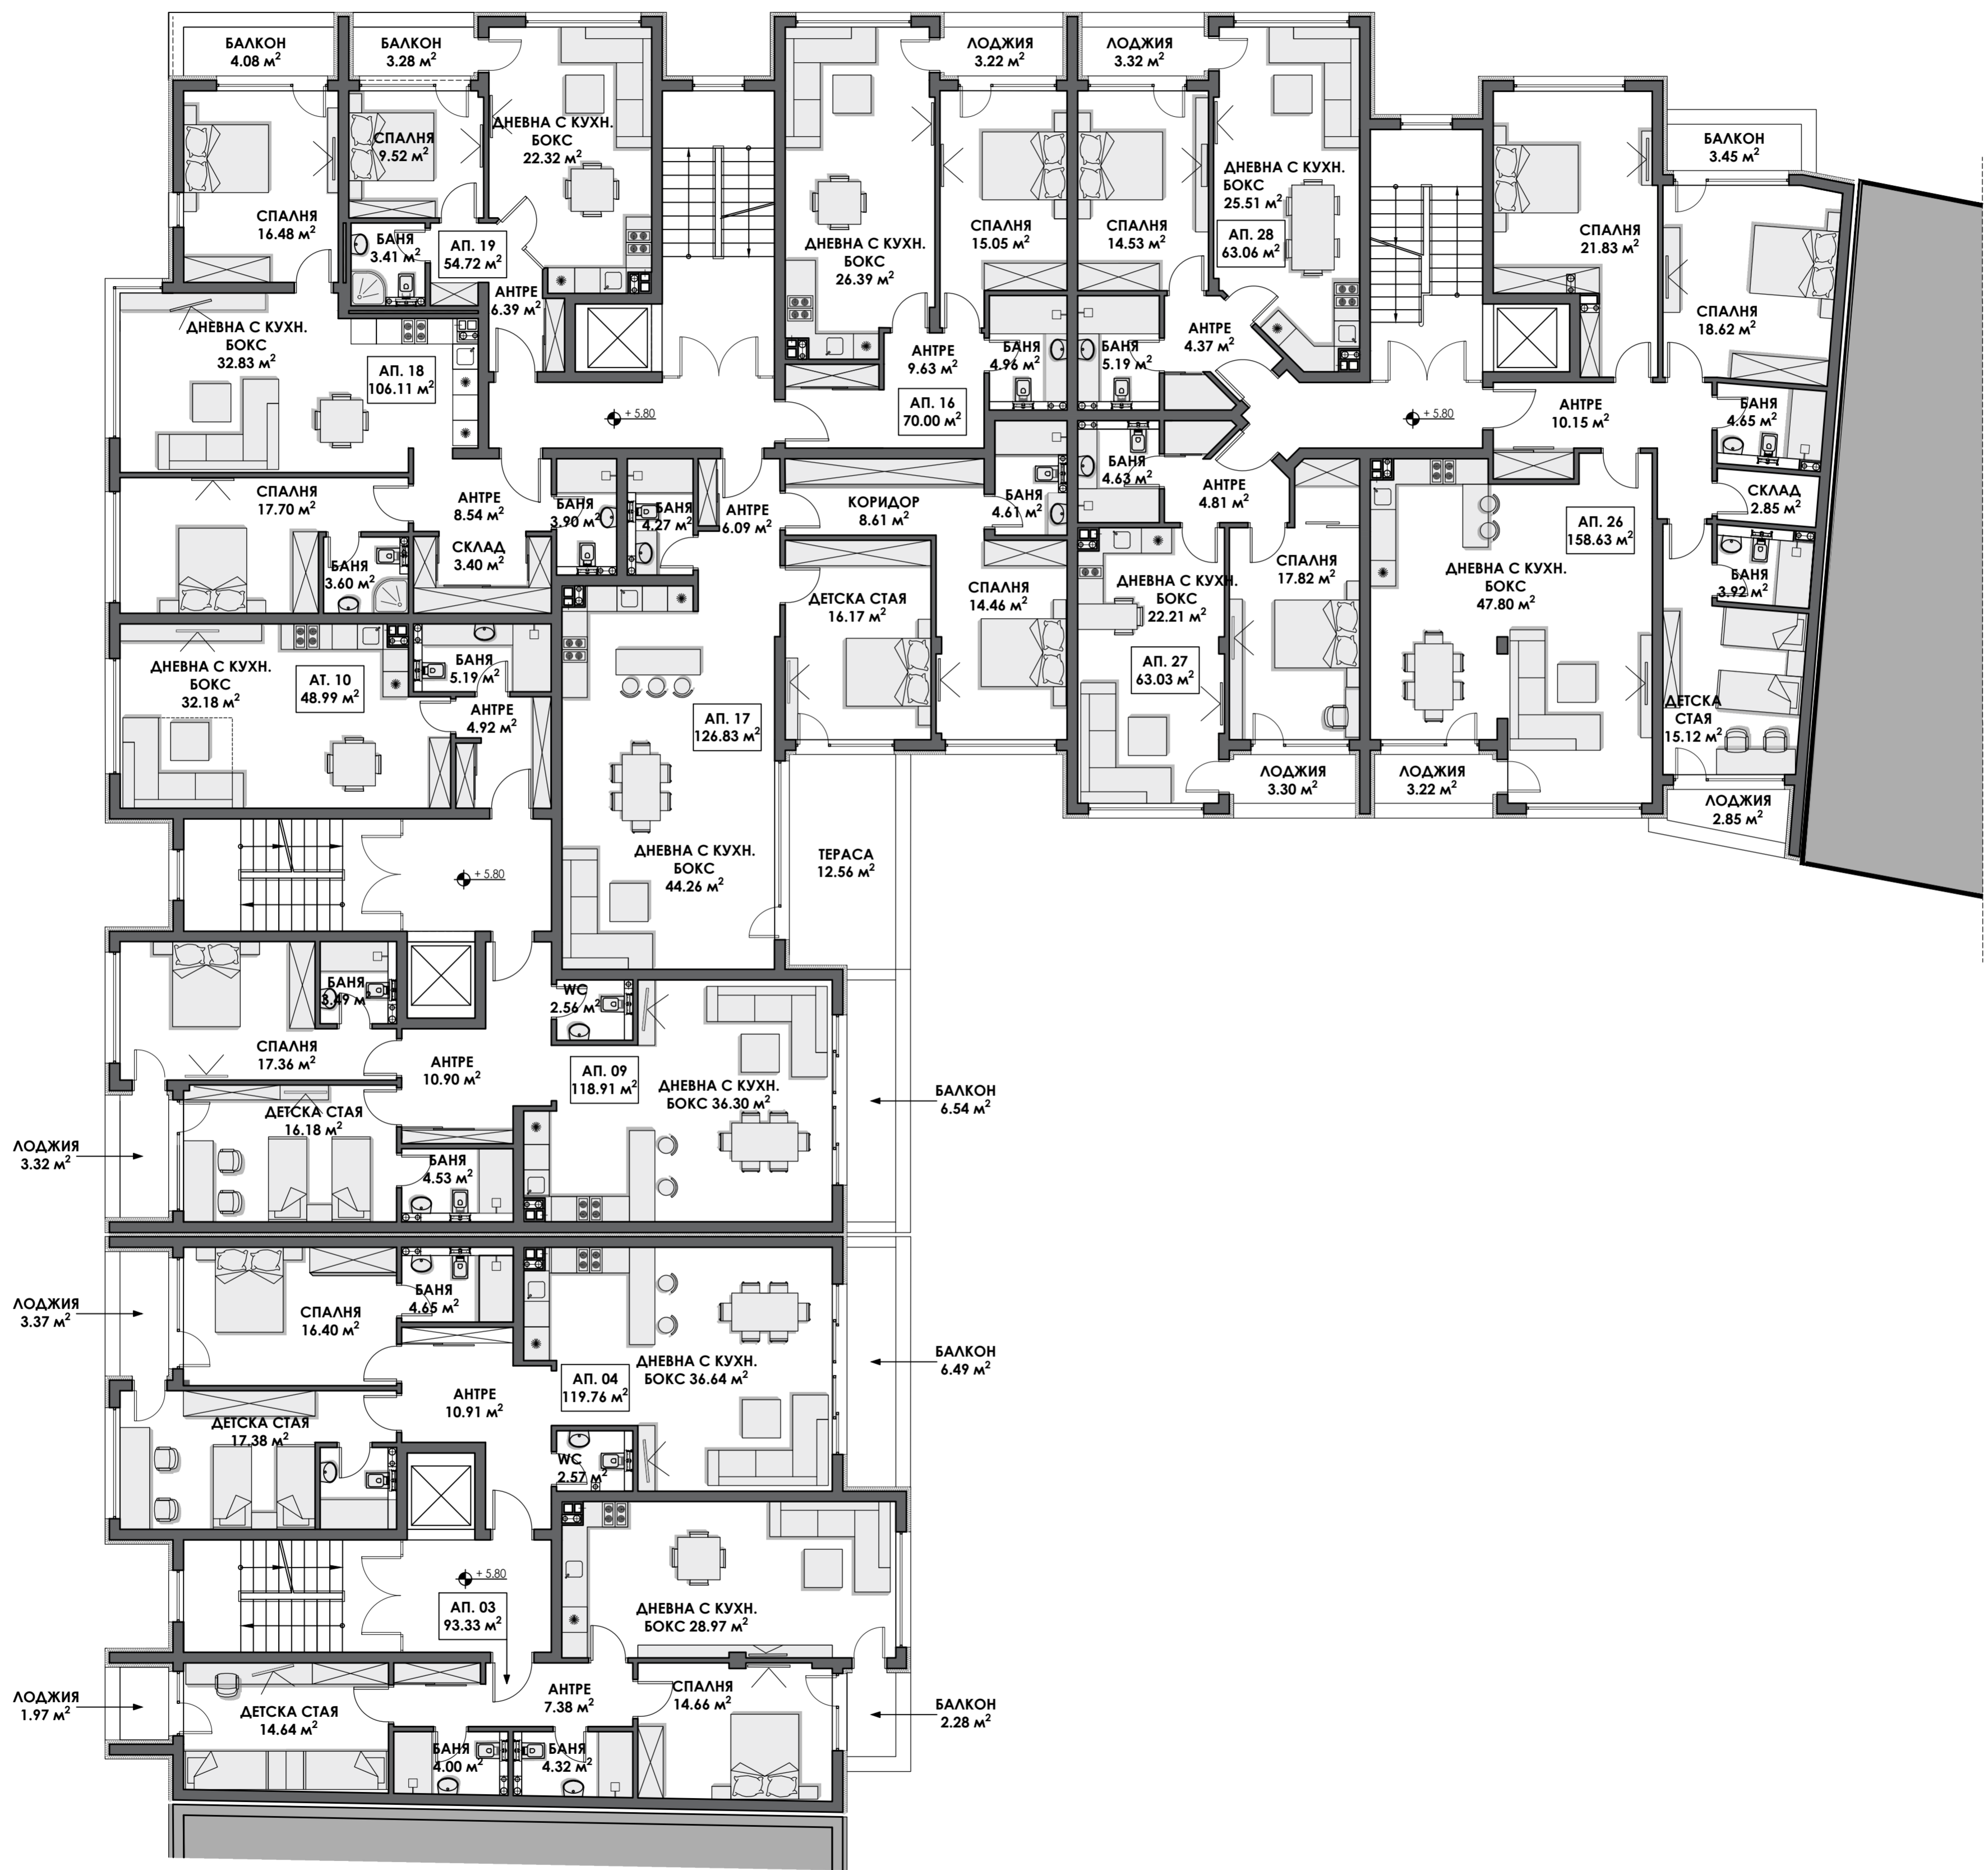 БАЛКОН
4.08 м²
БАЛКОН
3.28 м²
ЛОДЖИЯ
3.22 м²
ЛОДЖИЯ
3.32 м²
ДНЕВНА С КУХН.
БОКС
22.32 м²
СПАЛНЯ
9.52 м²
БАЛКОН
3.45 м²
ДНЕВНА С КУХН.
БОКС
25.51 м²
СПАЛНЯ
16.48 м²
БАНЯ
3.41 м²
АП. 19
54.72 м²
ДНЕВНА С КУХН.
БОКС
26.39 м²
СПАЛНЯ
15.05 м²
СПАЛНЯ
14.53 м²
АП. 28
63.06 м²
СПАЛНЯ
21.83 м²
АНТРЕ
6.39 м²
СПАЛНЯ
18.62 м²
ДНЕВНА С КУХН.
БОКС
32.83 м²
АП. 18
106.11 м²
АНТРЕ
9.63 м²
БАНЯ
4.96 м²
БАНЯ
5.19 м²
АНТРЕ
4.37 м²
+ 5.80
АП. 16
70.00 м²
+ 5.80
АНТРЕ
10.15 м²
БАНЯ
4.65 м²
СПАЛНЯ
17.70 м²
АНТРЕ
8.54 м²
БАНЯ
3.90 м²
БАНЯ
4.27 м²
АНТРЕ
6.09 м²
КОРИДОР
8.61 м²
БАНЯ
4.61 м²
БАНЯ
4.63 м²
АНТРЕ
4.81 м²
АП. 26
158.63 м²
СКЛАД
2.85 м²
СКЛАД
3.40 м²
БАНЯ
3.60 м²
ДЕТСКА СТАЯ
16.17 м²
СПАЛНЯ
14.46 м²
ДНЕВНА С КУХН.
БОКС
22.21 м²
СПАЛНЯ
17.82 м²
ДНЕВНА С КУХН.
БОКС
47.80 м²
БАНЯ
3.92 м²
ДНЕВНА С КУХН.
БОКС
32.18 м²
АТ. 10
48.99 м²
БАНЯ
5.19 м²
АНТРЕ
4.92 м²
АП. 17
126.83 м²
АП. 27
63.03 м²
ДЕТСКА
СТАЯ
15.12 м²
ЛОДЖИЯ
3.30 м²
ЛОДЖИЯ
3.22 м²
ЛОДЖИЯ
2.85 м²
+ 5.80
ДНЕВНА С КУХН.
БОКС
44.26 м²
ТЕРАСА
12.56 м²
БАНЯ
3.49 м²
WC
2.56 м²
СПАЛНЯ
17.36 м²
АНТРЕ
10.90 м²
АП. 09
118.91 м²
ДНЕВНА С КУХН.
БОКС 36.30 м²
БАЛКОН
6.54 м²
ДЕТСКА СТАЯ
16.18 м²
ЛОДЖИЯ
3.32 м²
БАНЯ
4.53 м²
ЛОДЖИЯ
3.37 м²
СПАЛНЯ
16.40 м²
БАНЯ
4.65 м²
ДНЕВНА С КУХН.
БОКС 36.64 м²
БАЛКОН
6.49 м²
АНТРЕ
10.91 м²
АП. 04
119.76 м²
ДЕТСКА СТАЯ
17.38 м²
WC
2.57 м²
+ 5.80
АП. 03
93.33 м²
ДНЕВНА С КУХН.
БОКС 28.97 м²
ЛОДЖИЯ
1.97 м²
ДЕТСКА СТАЯ
14.64 м²
АНТРЕ
7.38 м²
СПАЛНЯ
14.66 м²
БАЛКОН
2.28 м²
БАНЯ
4.00 м²
БАНЯ
4.32 м²